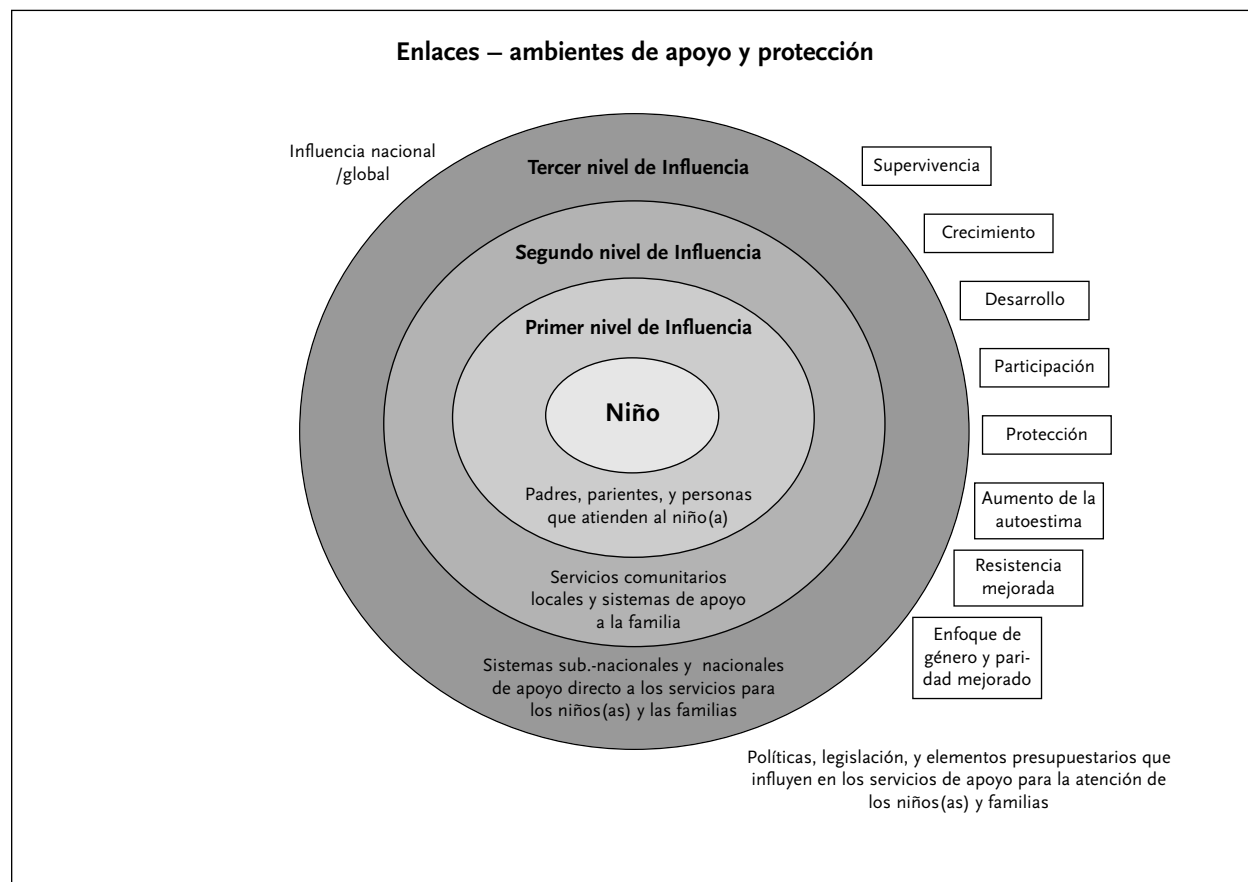 Enlaces – ambientes de apoyo y protección
Influencia nacional
/global
Tercer nivel de Influencia
Segundo nivel de Influencia
Primer nivel de Influencia
Niño
Padres, parientes, y personas
que atienden al niño(a)
Servicios comunitarios
locales y sistemas de apoyo
a la familia
Sistemas sub.-nacionales y nacionales
de apoyo directo a los servicios para
los niños(as) y las familias
Supervivencia
Crecimiento
Desarrollo
Participación
Protección
Aumento de la
autoestima
Resistencia
mejorada
Enfoque de
género y pari-
dad mejorado
Políticas, legislación, y elementos presupuestarios que
influyen en los servicios de apoyo para la atención de
los niños(as) y familias